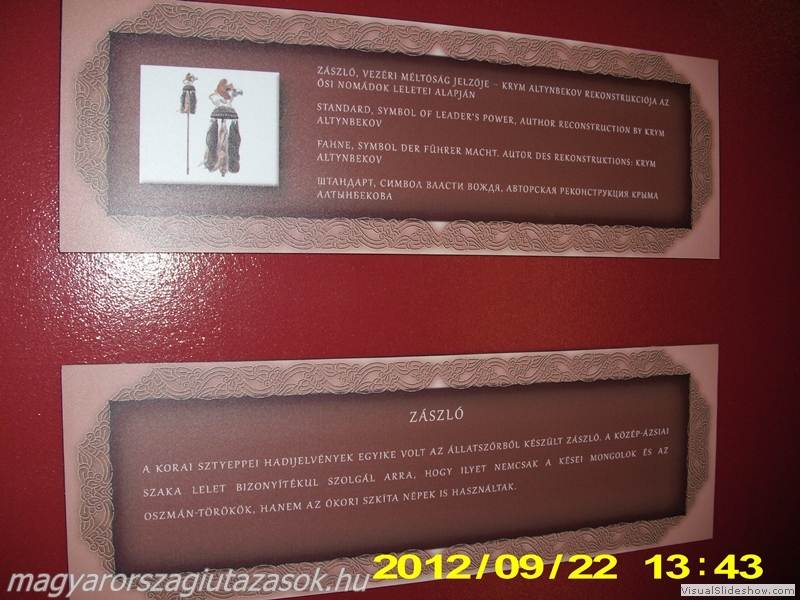 ZÁSZLÓ, VEZÉRI MÉLTÓSÁG JELZŐJE – KRYM ALTYNBEKOV REKONSTRUKCIÓJA AZ
ŐSI NOMÁDOK LELETEI ALAPJÁN
STANDARD, SYMBOL OF LEADER'S POWER, AUTHOR RECONSTRUCTION BY KRYM
ALTYNBEKOV
FAHNE, SYMBOL DER FÜHRER MACHT. AUTOR DES REKONSTRUKTIONS: KRYM
ALTYNBEKOV
ШТАНДАРТ, СИМВОЛ ВЛАСТИ ВОЖДЯ, АВТОРСКАЯ РЕКОНСТРУКЦИЯ КРЫМА
АЛТЫНБЕКОВА
ZÁSZLÓ
A KORAI SZTYEPPEI HADIJELVÉNYEK EGYIKE VOLT AZ ÁLLATSZŐRBŐL KÉSZÜLT ZÁSZLÓ. A KÖZÉP-ÁZSIAI
SZAKA LELET BIZONYÍTÉKUL SZOLGÁL ARRA, HOGY ILYET NEMCSAK A KÉSEI MONGOLOK ÉS AZ
OSZMÁN-TÖRÖKÖK, HANEM AZ ÓKORI SZKÍTA NÉPEK IS HASZNÁLTAK.
2012/09/22 13:43
magyarorszagiutazasok.hu
VisualSlideshow.com